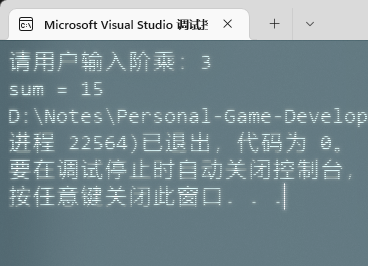 Microsoft Visual Studio 调试
请用户输入阶乘: 3
sum = 15
D:\Notes\Personal-Game-Develop
进程 22564)已退出，代码为 0。
要在调试停止时自动关闭控制台，
按任意键关闭此窗口. . .